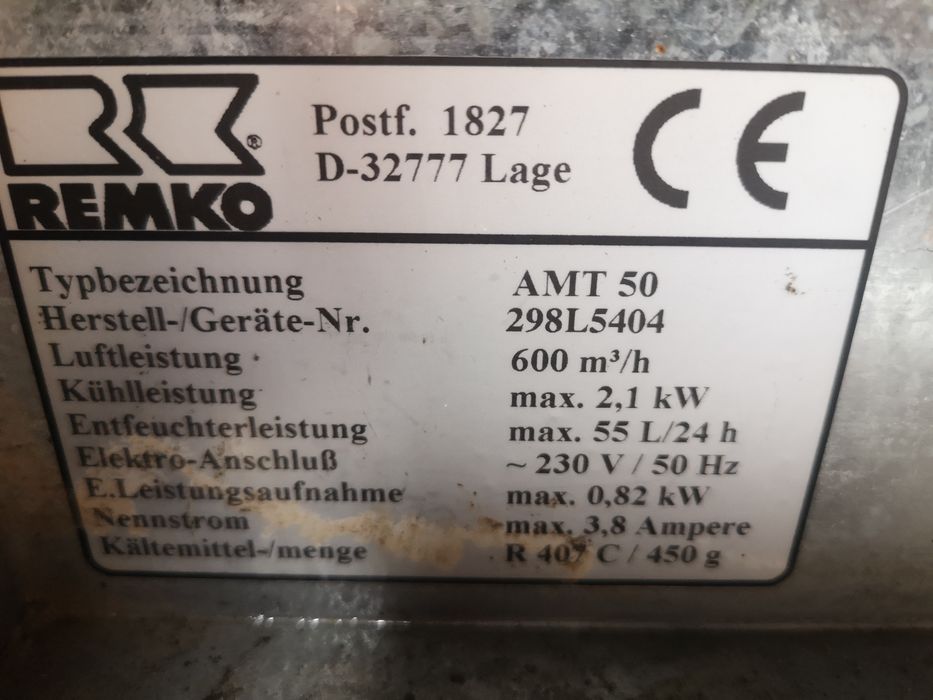 REMKO ®
Postf. 1827
D-32777 Lage
CE
Typbezeichnung AMT 50
Herstell-/Geräte-Nr. 298L5404
Luftleistung 600 m³/h
Kühlleistung max. 2,1 kW
Entfeuchterleistung max. 55 L/24 h
Elektro-Anschluß ~ 230 V / 50 Hz
E.Leistungsaufnahme max. 0,82 kW
Nennstrom max. 3,8 Ampere
Kältemittel-/menge R 407 C / 450 g